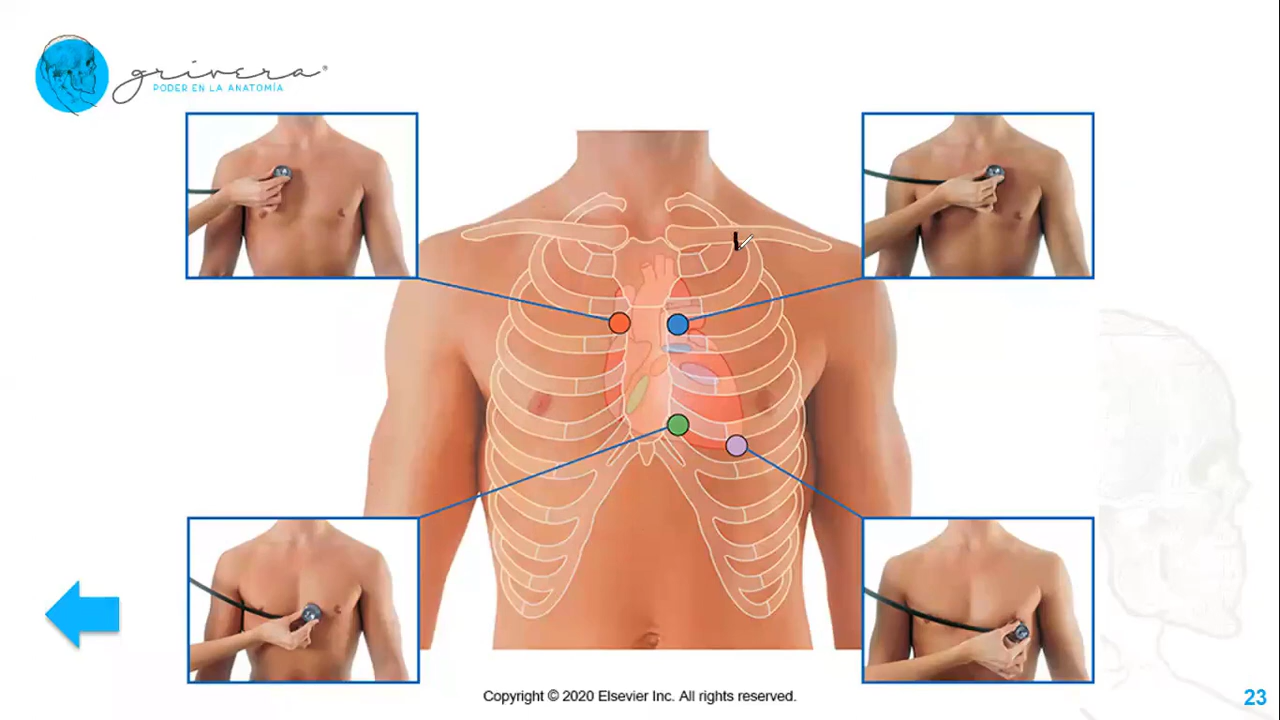 grivera®
PODER EN LA ANATOMÍA
Copyright © 2020 Elsevier Inc. All rights reserved.
23